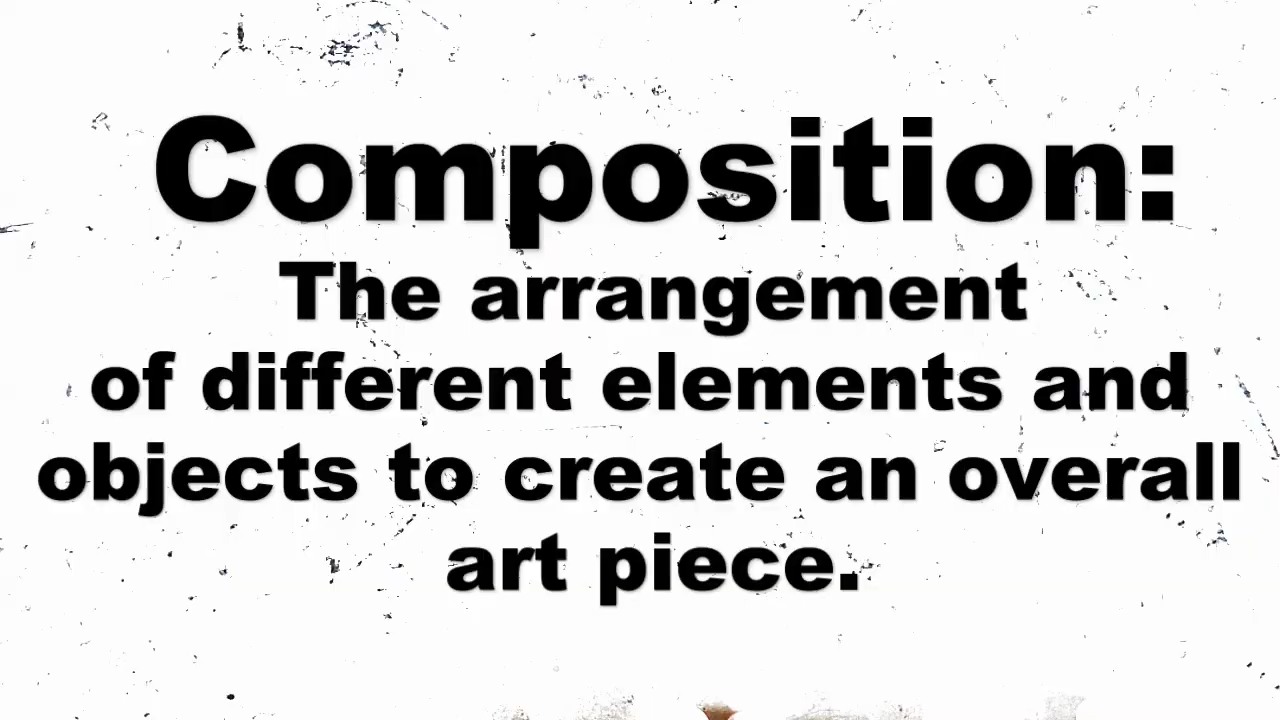 Composition:
The arrangement
of different elements and
objects to create an overall
art piece.